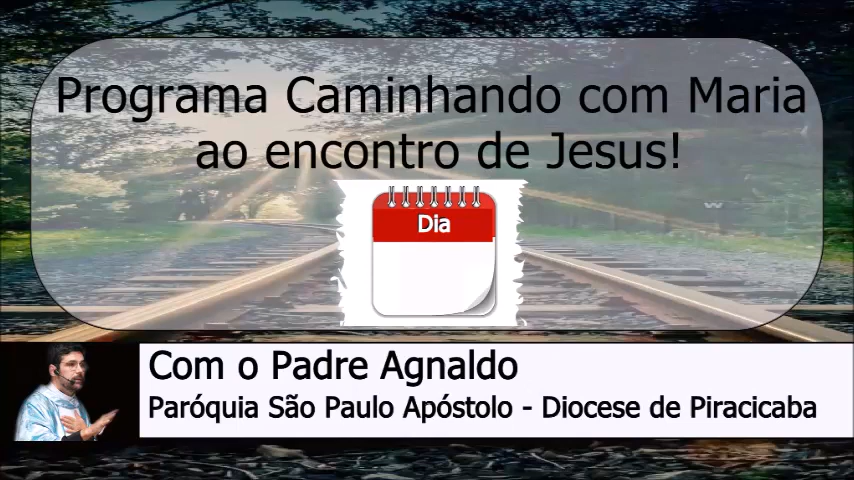 Programa Caminhando com Maria
ao encontro de Jesus!
Dia
Com o Padre Agnaldo
Paróquia São Paulo Apóstolo - Diocese de Piracicaba